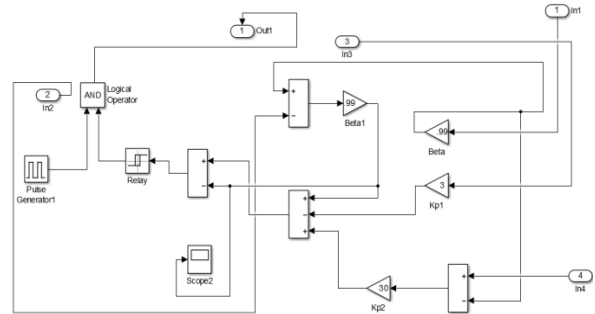 1
In1
1
Out1
3
In3
2
In2
AND
Logical
Operator
+
−
.99
Beta1
.99
Beta
Pulse
Generator1
Relay
+
−
3
Kp1
+
−
+
Scope2
30
Kp2
+
−
4
In4